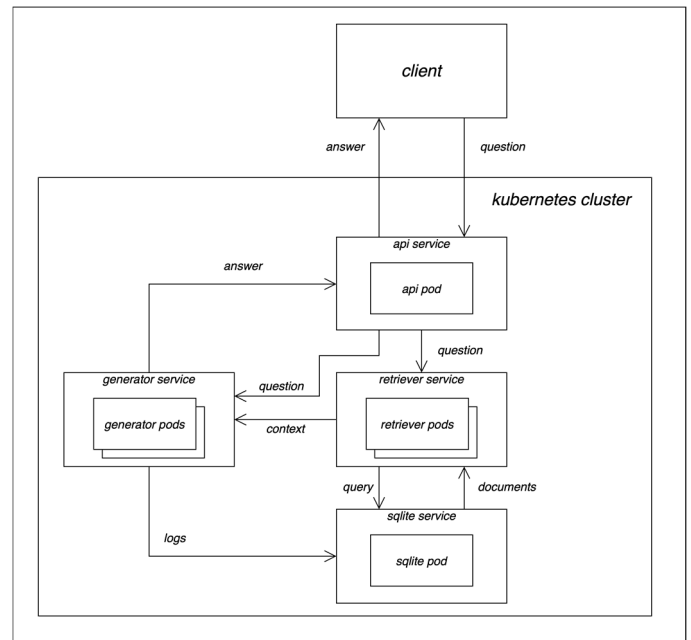 client
answer
question
kubernetes cluster
api service
api pod
answer
question
generator service
question
retriever service
generator pods
retriever pods
context
query
documents
sqlite service
logs
sqlite pod